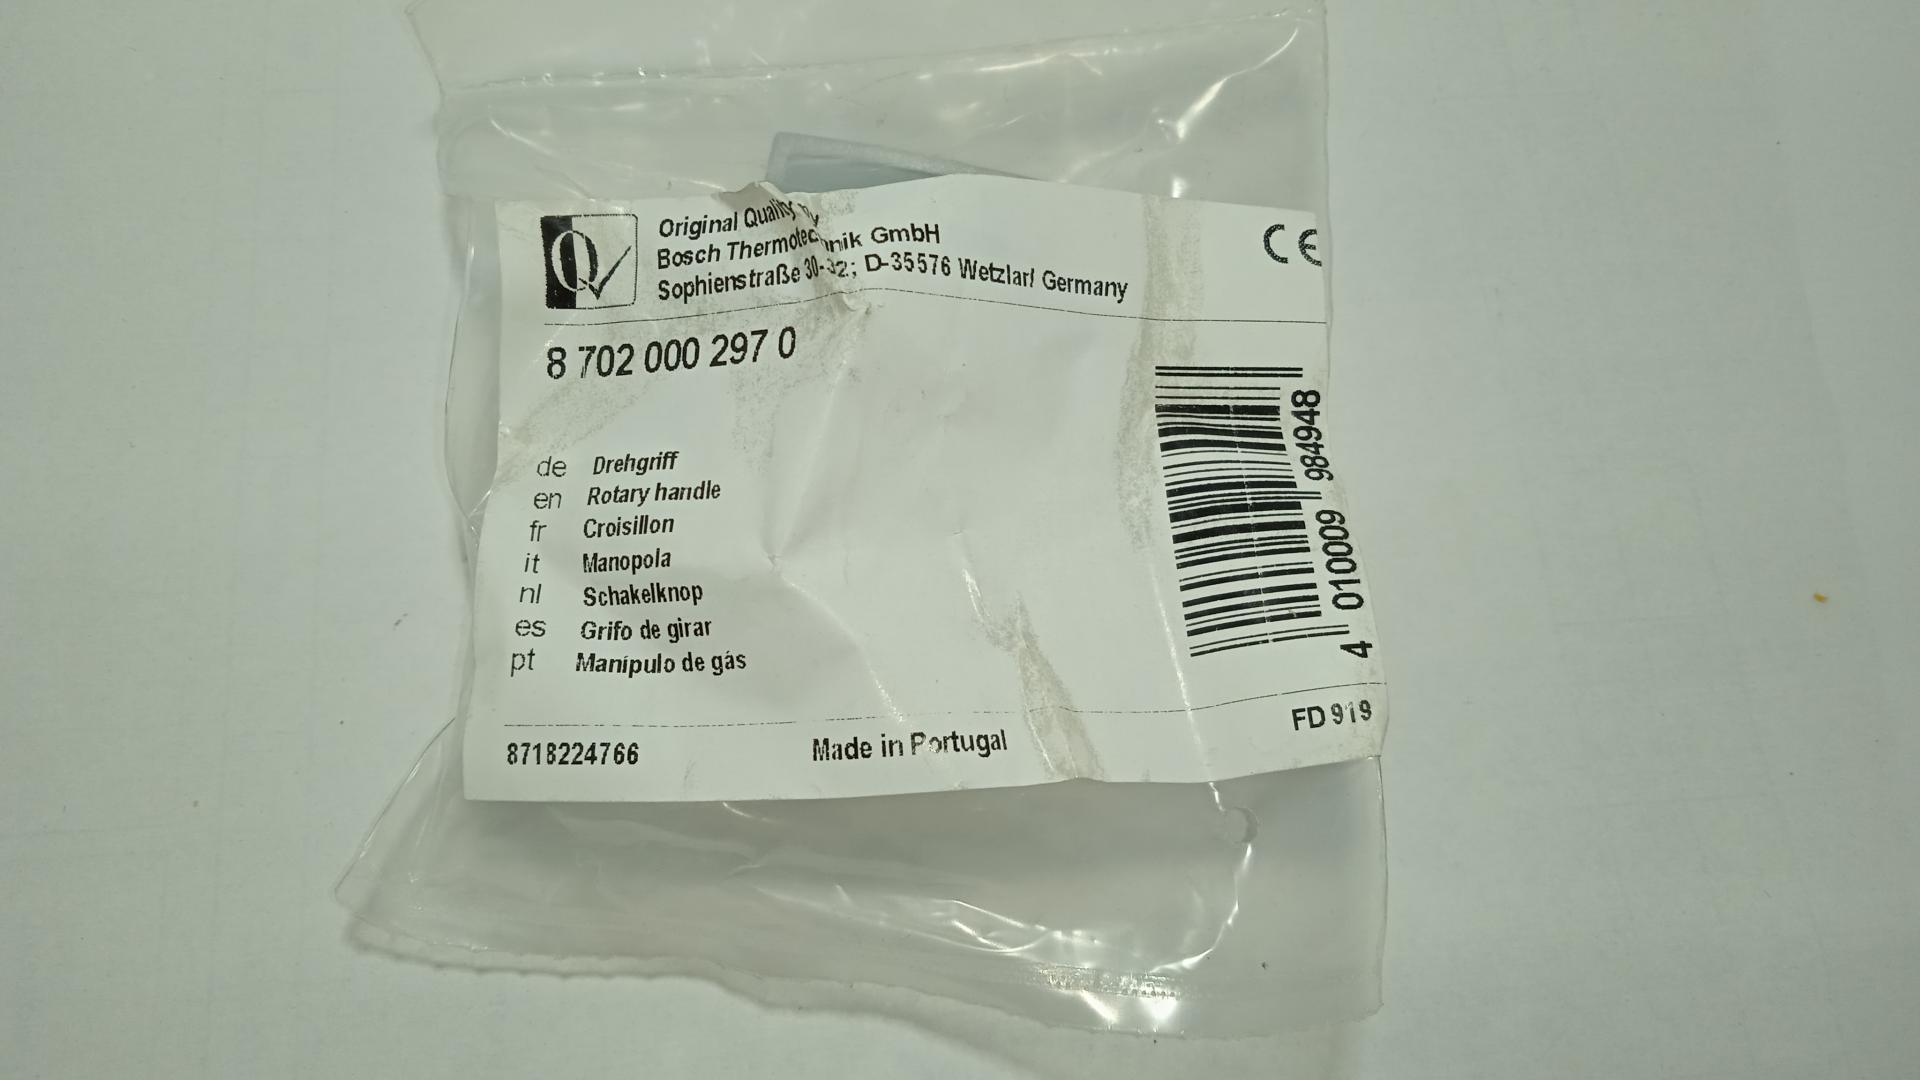 Q
Original Quality by
Bosch Thermotechnik GmbH
Sophienstraße 30-32; D-35576 Wetzlar/ Germany
CE
8 702 000 297 0
de Drehgriff
en Rotary handle
fr Croisillon
it Manopola
nl Schakelknop
es Grifo de girar
pt Manípulo de gás
4 010009 984948
8718224766
Made in Portugal
FD 919